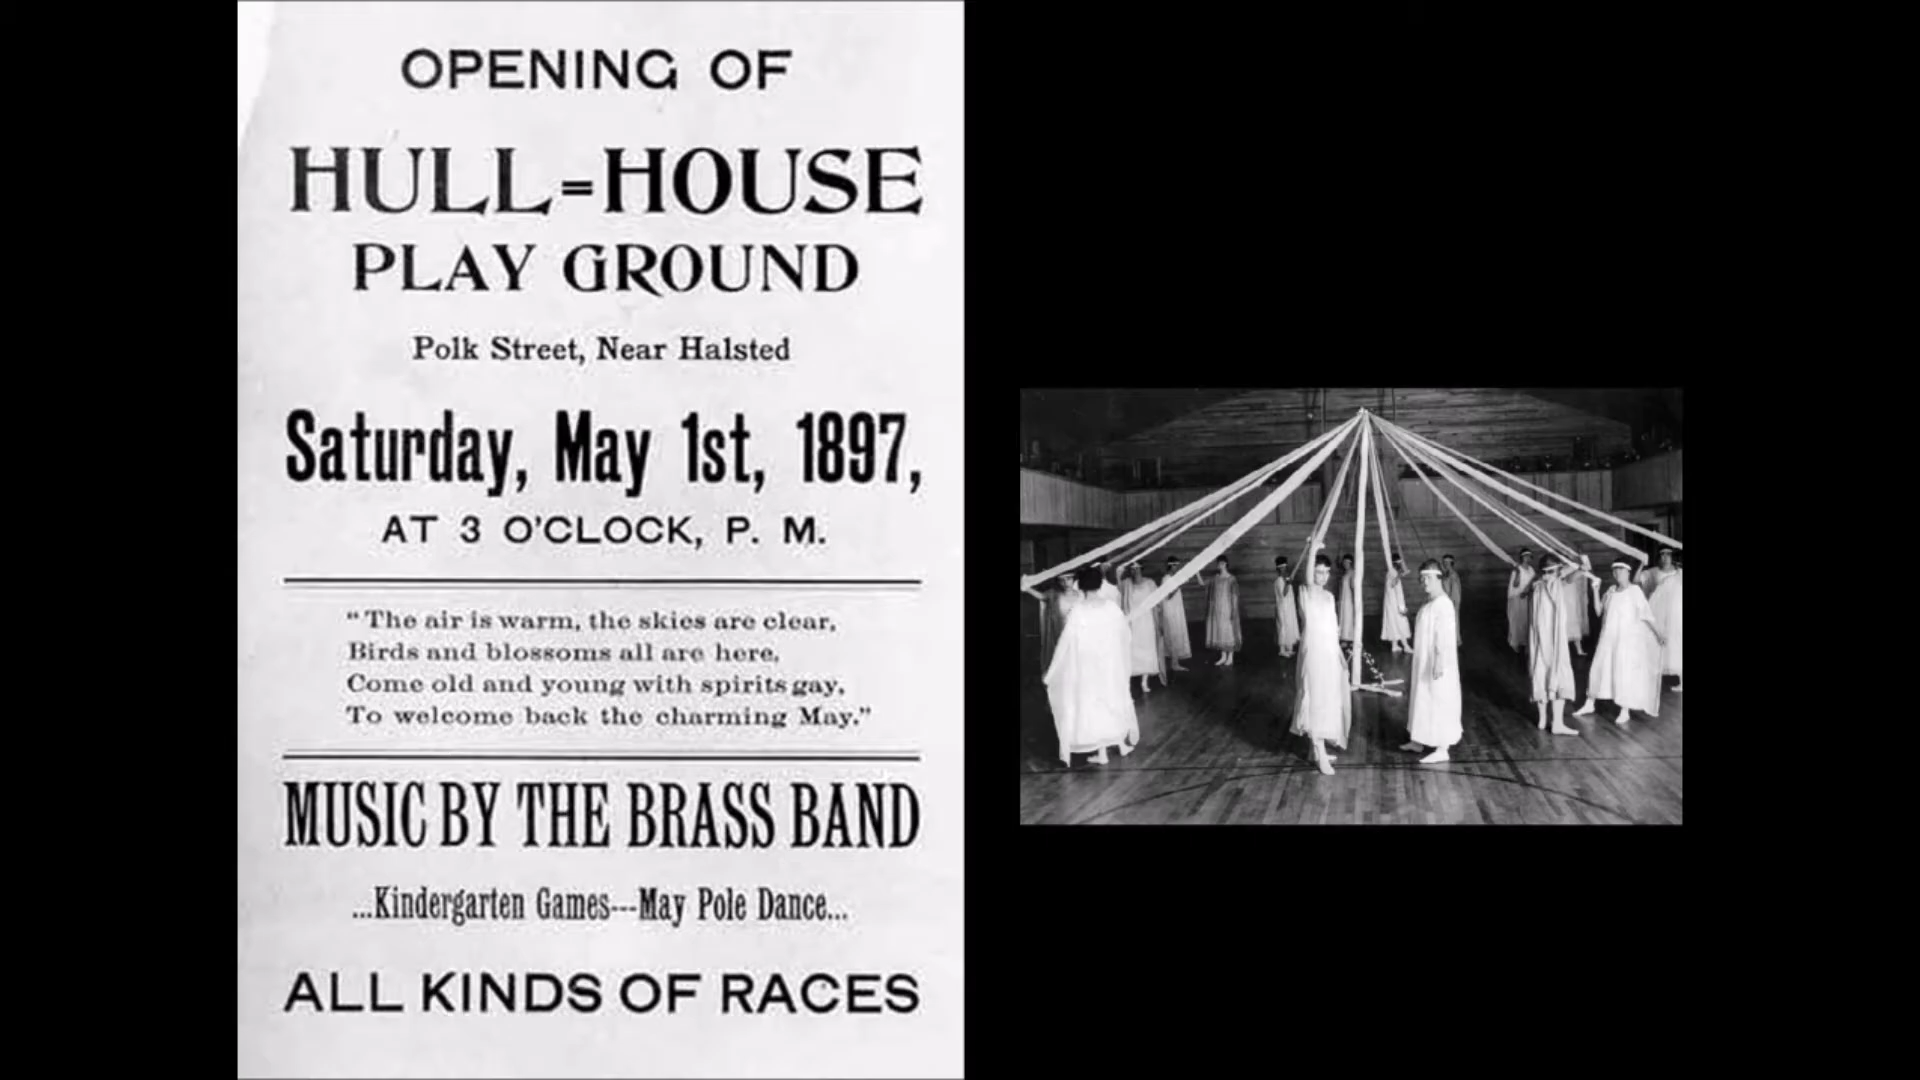 OPENING OF
HULL=HOUSE
PLAY GROUND
Polk Street, Near Halsted
Saturday, May 1st, 1897,
AT 3 O'CLOCK, P. M.
"The air is warm, the skies are clear,
Birds and blossoms all are here,
Come old and young with spirits gay,
To welcome back the charming May."
MUSIC BY THE BRASS BAND
...Kindergarten Games---May Pole Dance...
ALL KINDS OF RACES